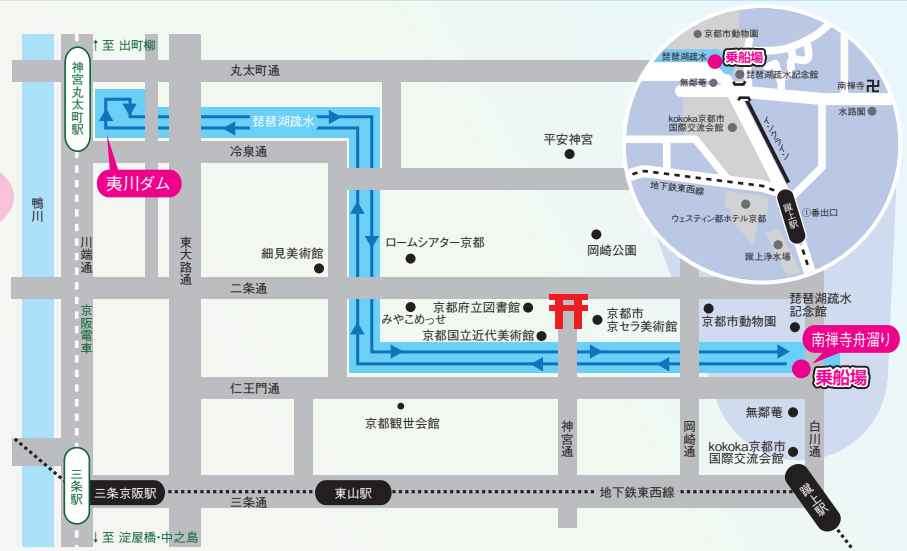 ↑ 至 出町柳
神宮丸太町駅
丸太町通
琵琶湖疏水
冷泉通
夷川ダム
鴨川
川端通
東大路通
京阪電車
平安神宮
ロームシアター京都
細見美術館
岡崎公園
二条通
みやこめっせ
京都府立図書館
京都国立近代美術館
京都市
京セラ美術館
京都市動物園
琵琶湖疏水
記念館
南禅寺舟溜り
乗船場
仁王門通
京都観世会館
神宮通
岡崎通
白川通
無鄰菴
kokoka京都市
国際交流会館
三条駅
三条京阪駅
東山駅
地下鉄東西線
三条通
蹴上駅
↓ 至 淀屋橋・中之島
京都市動物園
琵琶湖疏水
乗船場
琵琶湖疏水記念館
無鄰菴
南禅寺卍
水路閣
kokoka京都市
国際交流会館
インクライン
地下鉄東西線
ウェスティン都ホテル京都
蹴上駅
①番出口
蹴上浄水場